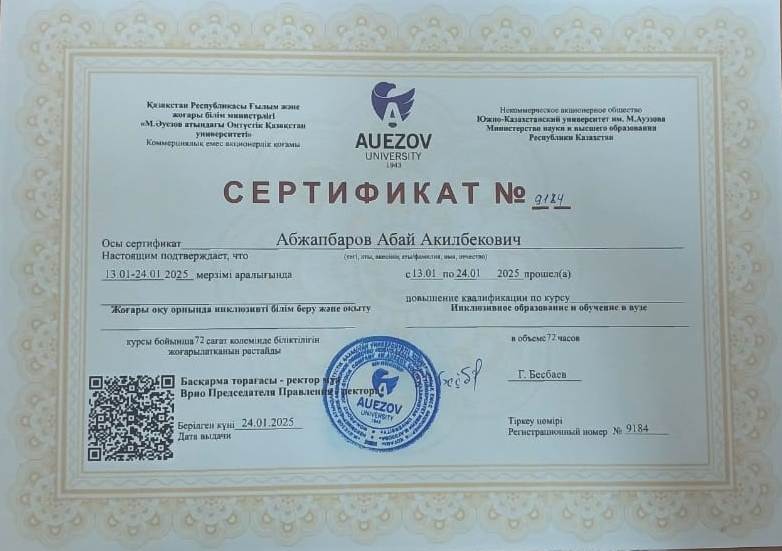 Қазақстан Республикасы Ғылым және
жоғары білім министрлігі
«М.Әуезов атындағы Оңтүстік Қазақстан
университеті»
Коммерциялық емес акционерлік қоғамы
AUEZOV
UNIVERSITY
1943
Некоммерческое акционерное общество
Южно-Казахстанский университет им. М.Ауэзова
Министерство науки и высшего образования
Республики Казахстан
СЕРТИФИКАТ № 9184
Осы сертификат Абжапбаров Абай Акилбекович
Настоящим подтверждает, что
13.01-24.01 2025 мерзімі аралығында
с 13.01 по 24.01 2025 прошел(а)
повышение квалификации по курсу
Жоғары оқу орнында инклюзивті білім беру және оқыту
Инклюзивное образование и обучение в вузе
курсы бойынша 72 сағат көлемінде біліктілігін
жоғарылатқанын растайды
в объеме 72 часов
Басқарма төрағасы - ректор
Врио Председателя Правления - ректор
Г. Бесбаев
AUEZOV
UNIVERSITY
1943
Берілген күні 24.01.2025
Дата выдачи
Тіркеу нөмірі
Регистрационный номер № 9184